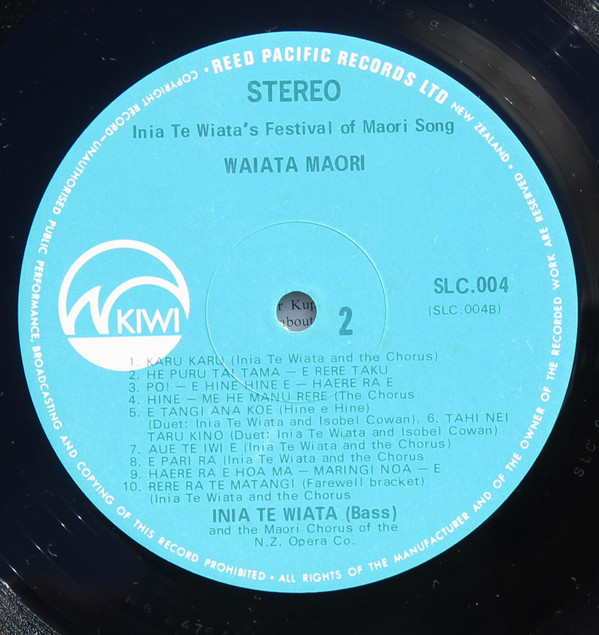 REED PACIFIC RECORDS LTD NEW ZEALAND.
STEREO
Inia Te Wiata's Festival of Maori Song
WAIATA MAORI
KIWI
SLC.004
(SLC.004B)
2
1. KARU KARU (Inia Te Wiata and the Chorus)
2. HE PURU TAI TAMA – E RERE TAKU
3. PO! – E HINE HINE E – HAERE RA E
4. HINE – ME HE MANU RERE (The Chorus
5. E TANGI ANA KOE (Hine e Hine)
(Duet: Inia Te Wiata and Isobel Cowan). 6. TAHI NEI
TARU KINO (Duet: Inia Te Wiata and Isobel Cowan)
7. AUE TE IWI E (Inia Te Wiata and the Chorus)
8. E PARI RA (Inia Te Wiata and the Chorus)
9. HAERE RA E HOA MA – MARINGI NOA – E
10. RERE RA TE MATANGI (Farewell bracket)
(Inia Te Wiata and the Chorus
INIA TE WIATA (Bass)
and the Maori Chorus of the
N.Z. Opera Co.
COPYRIGHT RECORD–UNAUTHORISED PUBLIC PERFORMANCE, BROADCASTING AND COPYING OF THIS RECORD PROHIBITED • ALL RIGHTS OF THE MANUFACTURER AND OF THE OWNER OF THE RECORDED WORK ARE RESERVED
Kup
about